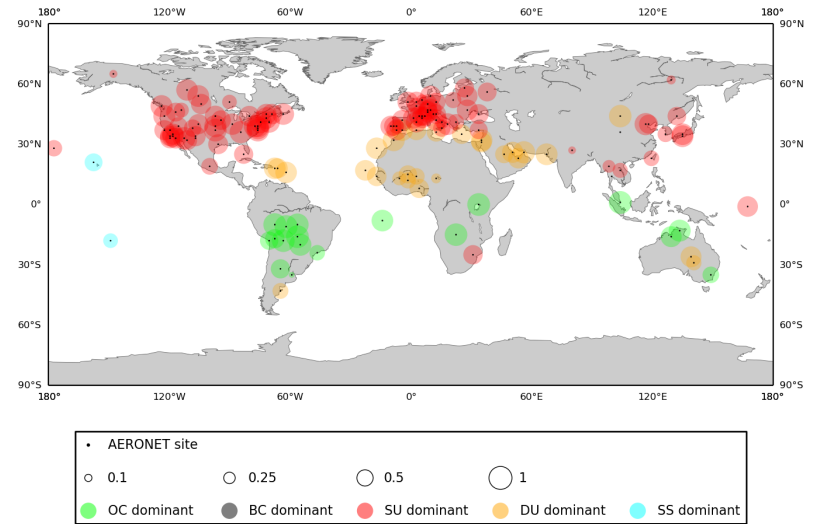 180° 120°W 60°W 0° 60°E 120°E 180°
90°N 90°N
60°N 60°N
30°N 30°N
0° 0°
30°S 30°S
60°S 60°S
90°S 90°S
180° 120°W 60°W 0° 60°E 120°E 180°
AERONET site
0.1 0.25 0.5 1
OC dominant BC dominant SU dominant DU dominant SS dominant